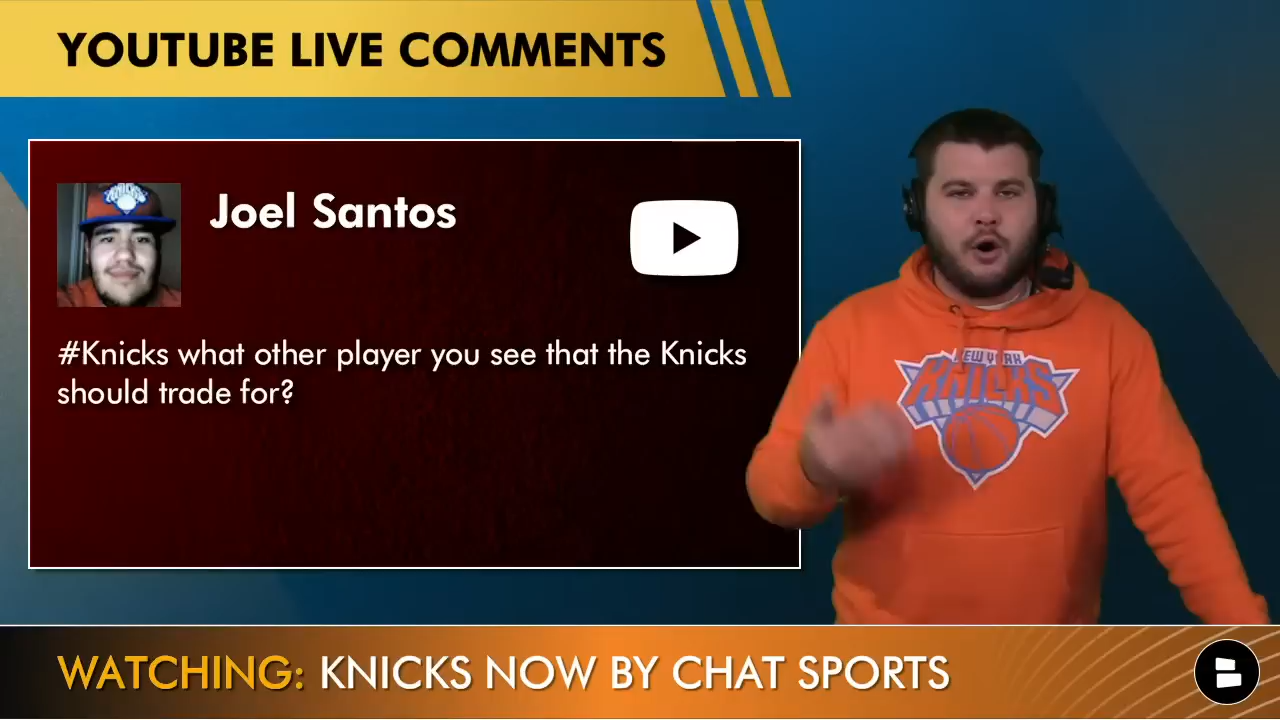 YOUTUBE LIVE COMMENTS
KNICKS
Joel Santos
#Knicks what other player you see that the Knicks
should trade for?
NEW YORK
KNICKS
WATCHING: KNICKS NOW BY CHAT SPORTS